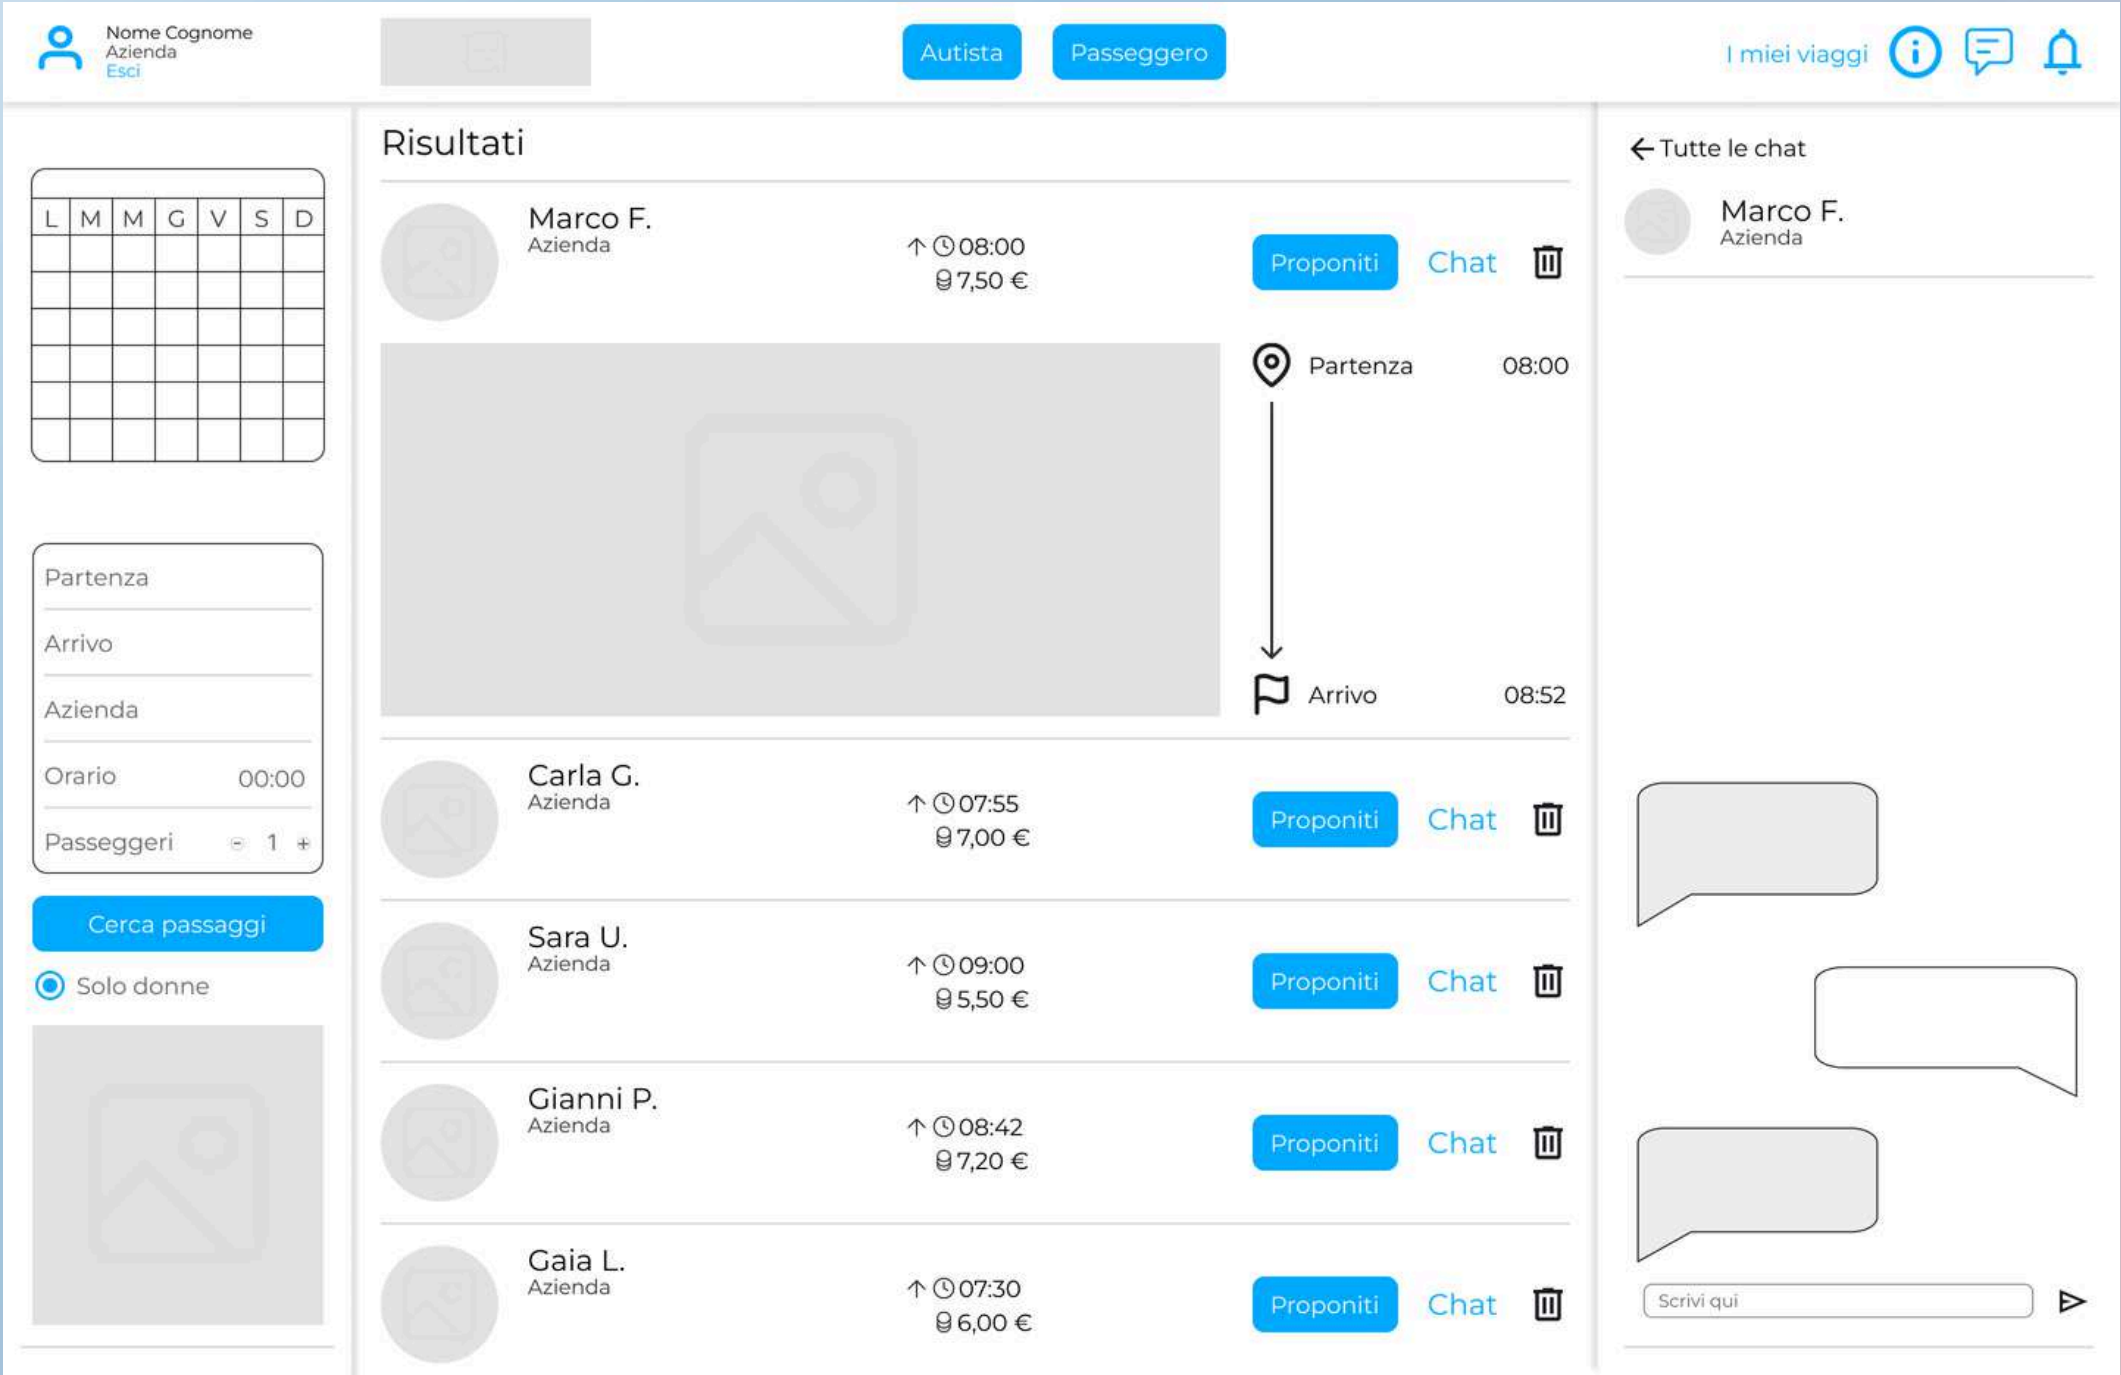 Nome Cognome
Azienda
Esci
Autista
Passeggero
I miei viaggi
L M M G V S D
Partenza
Arrivo
Azienda
Orario 00:00
Passeggeri - 1 +
Cerca passaggi
Solo donne
Risultati
Marco F.
Azienda
08:00
7,50 €
Proponiti Chat
Partenza 08:00
Arrivo 08:52
Carla G.
Azienda
07:55
7,00 €
Proponiti Chat
Sara U.
Azienda
09:00
5,50 €
Proponiti Chat
Gianni P.
Azienda
08:42
7,20 €
Proponiti Chat
Gaia L.
Azienda
07:30
6,00 €
Proponiti Chat
Tutte le chat
Marco F.
Azienda
Scrivi qui